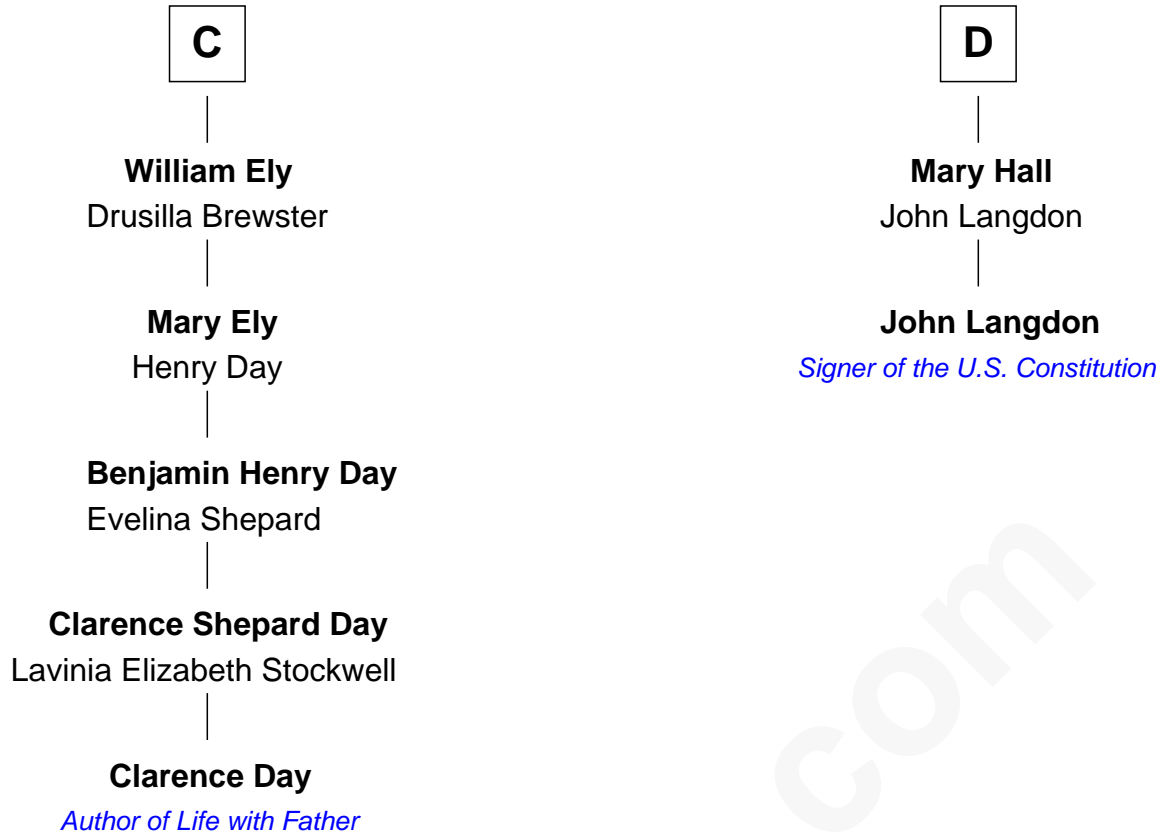 C
William Ely
Drusilla Brewster
Mary Ely
Henry Day
Benjamin Henry Day
Evelina Shepard
Clarence Shepard Day
Lavinia Elizabeth Stockwell
Clarence Day
Author of Life with Father
D
Mary Hall
John Langdon
John Langdon
Signer of the U.S. Constitution
com